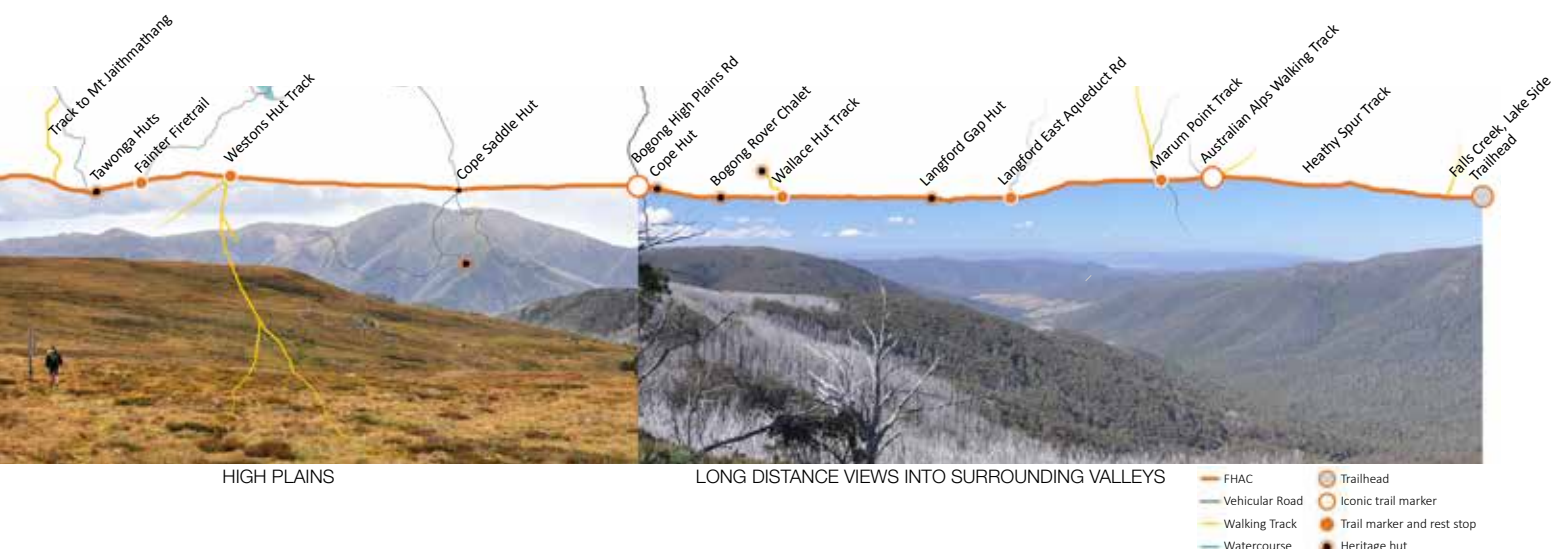 Track to Mt Jaithmathang
Tawonga Huts
Fainter Firetrail
Westons Hut Track
Cope Saddle Hut
Bogong High Plains Rd
Cope Hut
Bogong Rover Chalet
Wallace Hut Track
Langford Gap Hut
Langford East Aqueduct Rd
Marum Point Track
Australian Alps Walking Track
Heathy Spur Track
Falls Creek, Lake Side
Trailhead
HIGH PLAINS
LONG DISTANCE VIEWS INTO SURROUNDING VALLEYS
FHAC
Vehicular Road
Walking Track
Watercourse
Trailhead
Iconic trail marker
Trail marker and rest stop
Heritage hut